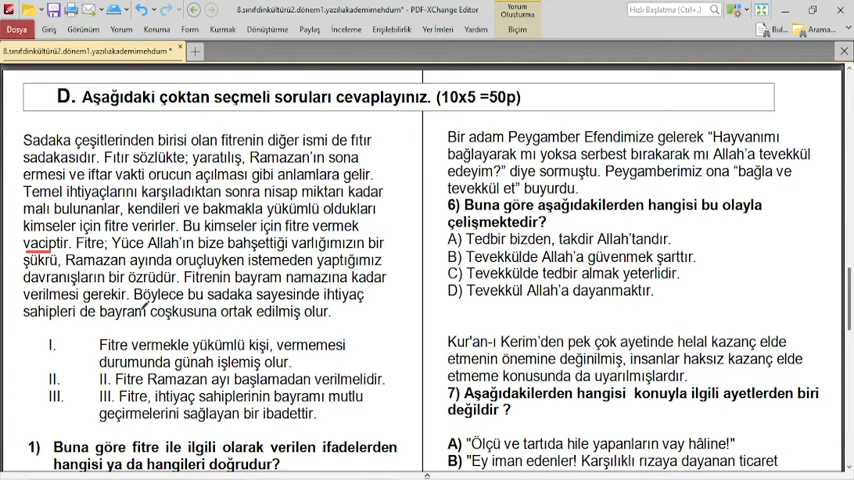 8.sınıfdinkültürü2.dönem1.yazılıakademimehdum* - PDF-XChange Editor
Yorum
Oluşturma
Hızlı Başlatma (Ctrl+.)
Dosya
Giriş
Görünüm
Yorum
Koruma
Form
Kurmak
Dönüştürme
Paylaş
İnceleme
Erişilebilirlik
Yer İmleri
Yardım
Biçim
Bul...
Arama...
8.sınıfdinkültürü2.dönem1.yazılıakademimehdum *
D. Aşağıdaki çoktan seçmeli soruları cevaplayınız. (10x5 =50p)
Sadaka çeşitlerinden birisi olan fitrenin diğer ismi de fıtır
sadakasıdır. Fıtır sözlükte; yaratılış, Ramazan’ın sona
ermesi ve iftar vakti orucun açılması gibi anlamlara gelir.
Temel ihtiyaçlarını karşıladıktan sonra nisap miktarı kadar
malı bulunanlar, kendileri ve bakmakla yükümlü oldukları
kimseler için fitre verirler. Bu kimseler için fitre vermek
vaciptir. Fitre; Yüce Allah’ın bize bahşettiği varlığımızın bir
şükrü, Ramazan ayında oruçluyken istemeden yaptığımız
davranışların bir özrüdür. Fitrenin bayram namazına kadar
verilmesi gerekir. Böylece bu sadaka sayesinde ihtiyaç
sahipleri de bayram coşkusuna ortak edilmiş olur.
I. Fitre vermekle yükümlü kişi, vermemesi
durumunda günah işlemiş olur.
II. II. Fitre Ramazan ayı başlamadan verilmelidir.
III. III. Fitre, ihtiyaç sahiplerinin bayramı mutlu
geçirmelerini sağlayan bir ibadettir.
1) Buna göre fitre ile ilgili olarak verilen ifadelerden
hangisi ya da hangileri doğrudur?
Bir adam Peygamber Efendimize gelerek “Hayvanımı
bağlayarak mı yoksa serbest bırakarak mı Allah’a tevekkül
edeyim?” diye sormuştu. Peygamberimiz ona “bağla ve
tevekkül et” buyurdu.
6) Buna göre aşağıdakilerden hangisi bu olayla
çelişmektedir?
A) Tedbir bizden, takdir Allah’tandır.
B) Tevekkülde Allah’a güvenmek şarttır.
C) Tevekkülde tedbir almak yeterlidir.
D) Tevekkül Allah’a dayanmaktır.
Kur'an-ı Kerim’den pek çok ayetinde helal kazanç elde
etmenin önemine değinilmiş, insanlar haksız kazanç elde
etmeme konusunda da uyarılmışlardır.
7) Aşağıdakilerden hangisi konuyla ilgili ayetlerden biri
değildir ?
A) "Ölçü ve tartıda hile yapanların vay hâline!"
B) "Ey iman edenler! Karşılıklı rızaya dayanan ticaret